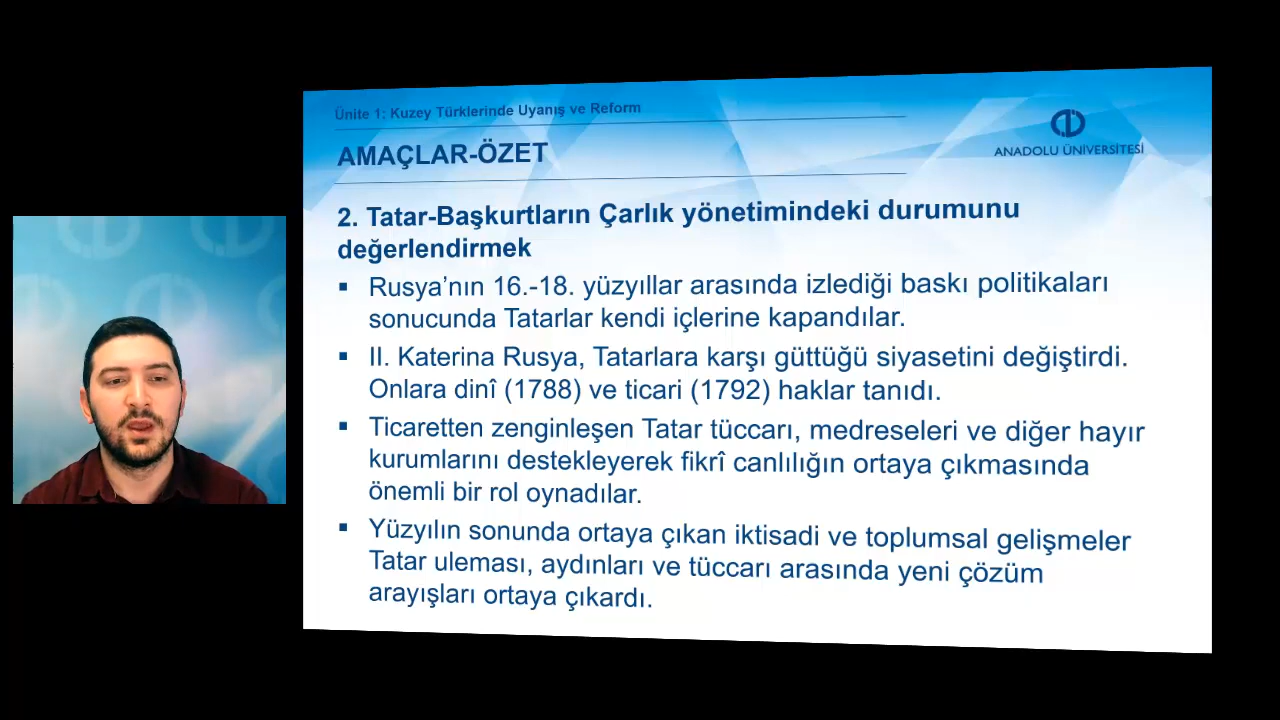 Ünite 1: Kuzey Türklerinde Uyanış ve Reform
AMAÇLAR-ÖZET
ANADOLU ÜNİVERSİTESİ
2. Tatar-Başkurtların Çarlık yönetimindeki durumunu
değerlendirmek
▪ Rusya’nın 16.-18. yüzyıllar arasında izlediği baskı politikaları
sonucunda Tatarlar kendi içlerine kapandılar.
▪ II. Katerina Rusya, Tatarlara karşı güttüğü siyasetini değiştirdi.
Onlara dinî (1788) ve ticari (1792) haklar tanıdı.
▪ Ticaretten zenginleşen Tatar tüccarı, medreseleri ve diğer hayır
kurumlarını destekleyerek fikrî canlılığın ortaya çıkmasında
önemli bir rol oynadılar.
▪ Yüzyılın sonunda ortaya çıkan iktisadi ve toplumsal gelişmeler
Tatar uleması, aydınları ve tüccarı arasında yeni çözüm
arayışları ortaya çıkardı.